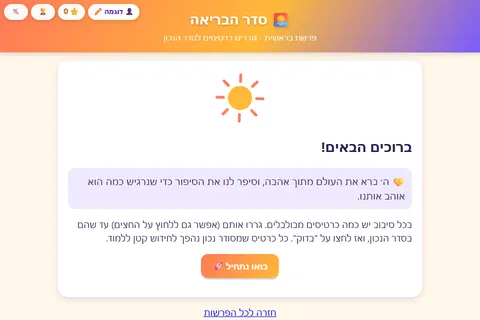 דוגמה
0
סדר הבריאה
פרשת בראשית - גוררים כרטיסים לסדר הנכון
ברוכים הבאים!
ה׳ ברא את העולם מתוך אהבה, וסיפר לנו את הסיפור כדי שנרגיש כמה הוא
אוהב אותנו.
בכל סיבוב יש כמה כרטיסים מבולבלים. גררו אותם (אפשר גם ללחוץ על החצים) עד שהם
בסדר הנכון, ואז לחצו על "בדוק". כל כרטיס שמסודר נכון נהפך לחידוש קטן ללמוד.
בואו נתחיל
חזרה לכל הפרשות